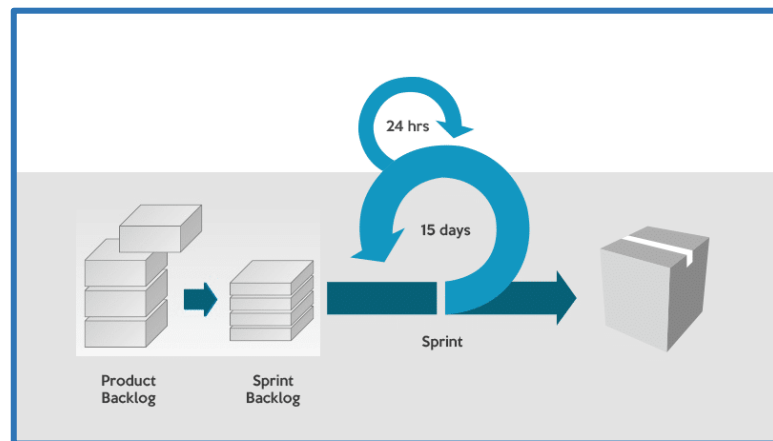 24 hrs
15 days
Sprint
Product
Backlog
Sprint
Backlog